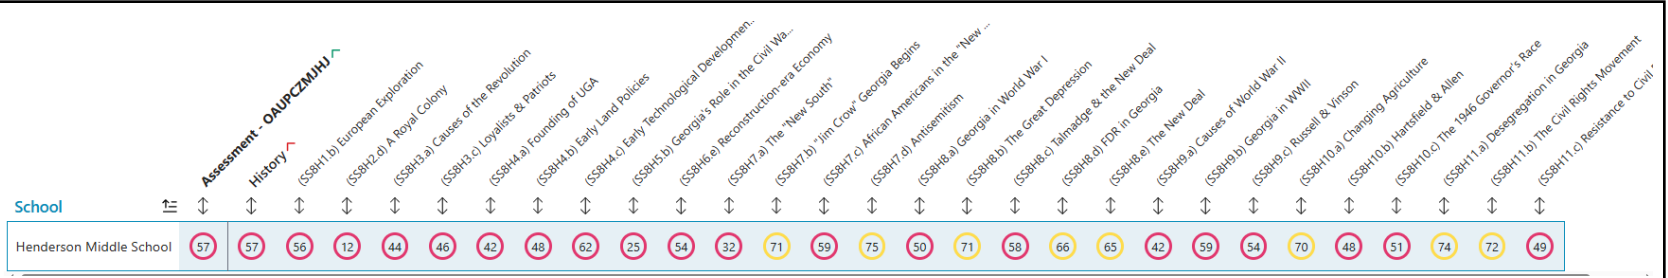 Assessment - OAUPCZMJHJ
History
(SS8H1.b) European Exploration
(SS8H2.d) A Royal Colony
(SS8H3.a) Causes of the Revolution
(SS8H3.c) Loyalists & Patriots
(SS8H4.a) Founding of UGA
(SS8H4.b) Early Land Policies
(SS8H4.c) Early Technological Developmen...
(SS8H5.b) Georgia's Role in the Civil Wa...
(SS8H6.e) Reconstruction-era Economy
(SS8H7.a) The "New South"
(SS8H7.b) "Jim Crow" Georgia Begins
(SS8H7.c) African Americans in the "New ...
(SS8H7.d) Antisemitism
(SS8H8.a) Georgia in World War I
(SS8H8.b) The Great Depression
(SS8H8.c) Talmadge & the New Deal
(SS8H8.d) FDR in Georgia
(SS8H8.e) The New Deal
(SS8H9.a) Causes of World War II
(SS8H9.b) Georgia in WWII
(SS8H9.c) Russell & Vinson
(SS8H10.a) Changing Agriculture
(SS8H10.b) Hartsfield & Allen
(SS8H10.c) The 1946 Governor's Race
(SS8H11.a) Desegregation in Georgia
(SS8H11.b) The Civil Rights Movement
(SS8H11.c) Resistance to Civil
School
Henderson Middle School 57 57 56 12 44 46 42 48 62 25 54 32 71 59 75 50 71 58 66 65 42 59 54 70 48 51 74 72 49